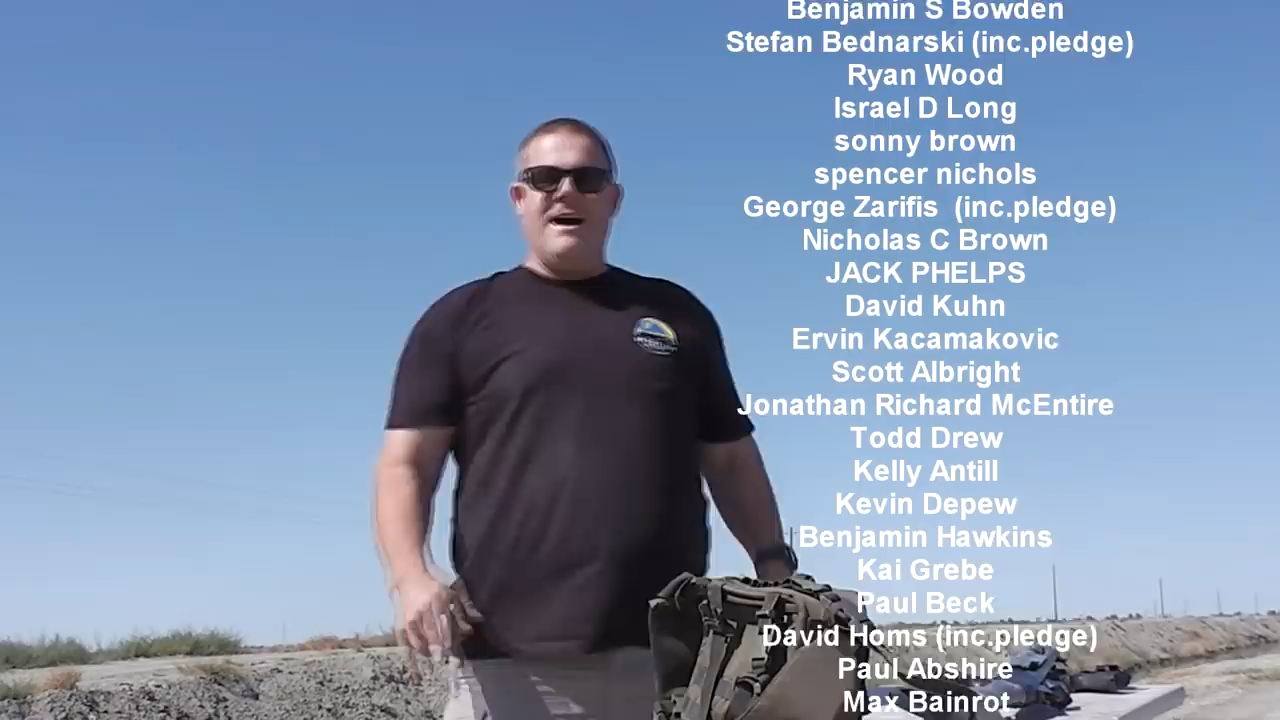 Benjamin S Bowden
Stefan Bednarski (inc.pledge)
Ryan Wood
Israel D Long
sonny brown
spencer nichols
George Zarifis  (inc.pledge)
Nicholas C Brown
JACK PHELPS
David Kuhn
Ervin Kacamakovic
Scott Albright
Jonathan Richard McEntire
Todd Drew
Kelly Antill
Kevin Depew
Benjamin Hawkins
Kai Grebe
Paul Beck
David Homs (inc.pledge)
Paul Abshire
Max Bainrot